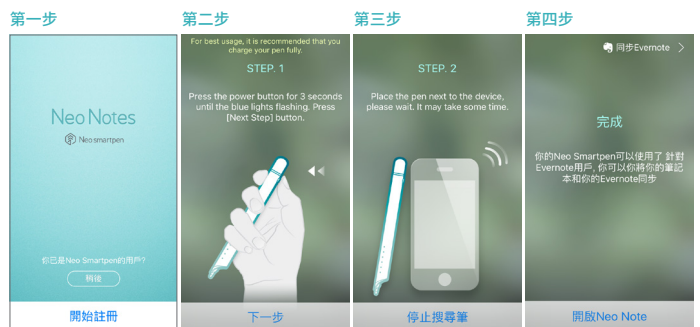 第一步
Neo Notes
Neo smartpen
你已是Neo Smartpen的用戶?
稍後
開始註冊
第二步
For best usage, it is recommended that you
charge your pen fully.
STEP. 1
Press the power button for 3 seconds
until the blue lights flashing. Press
[Next Step] button.
下一步
第三步
STEP. 2
Place the pen next to the device,
please wait. It may take some time.
停止搜尋筆
第四步
同步Evernote
完成
你的Neo Smartpen可以使用了 針對
Evernote用戶, 你可以你將你的筆記
本和你的Evernote同步
開啟Neo Note